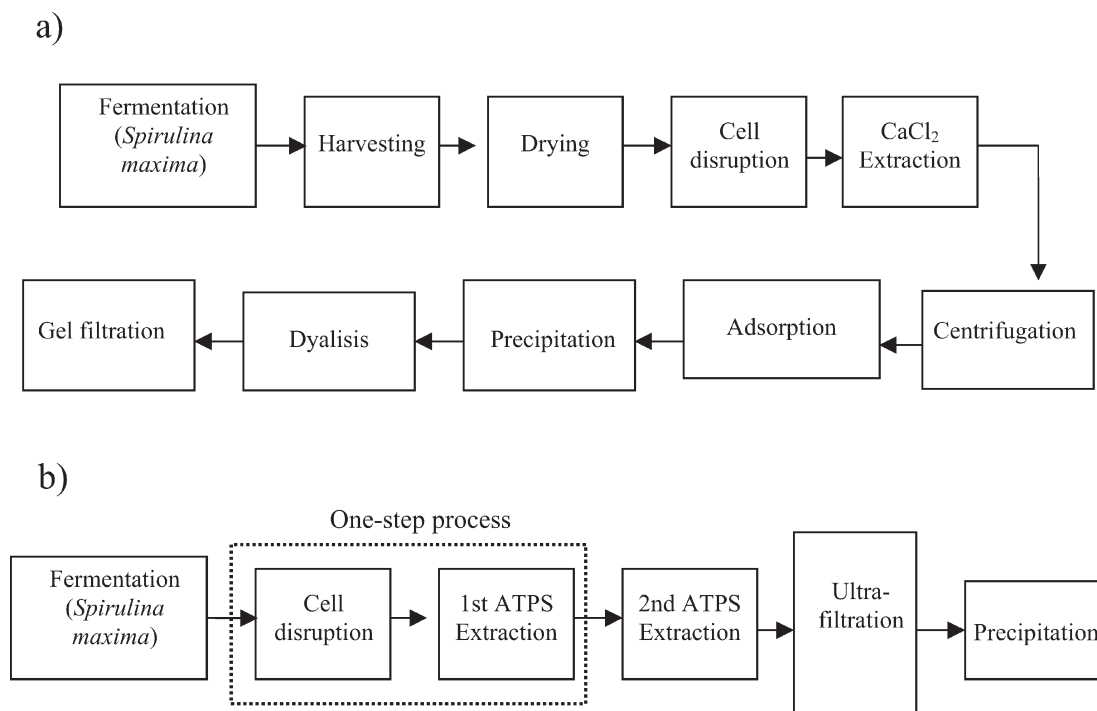 a)
Fermentation
(Spirulina
maxima)
Harvesting
Drying
Cell
disruption
CaCl₂
Extraction
Gel filtration
Dyalisis
Precipitation
Adsorption
Centrifugation
b)
One-step process
Fermentation
(Spirulina
maxima)
Cell
disruption
1st ATPS
Extraction
2nd ATPS
Extraction
Ultra-
filtration
Precipitation